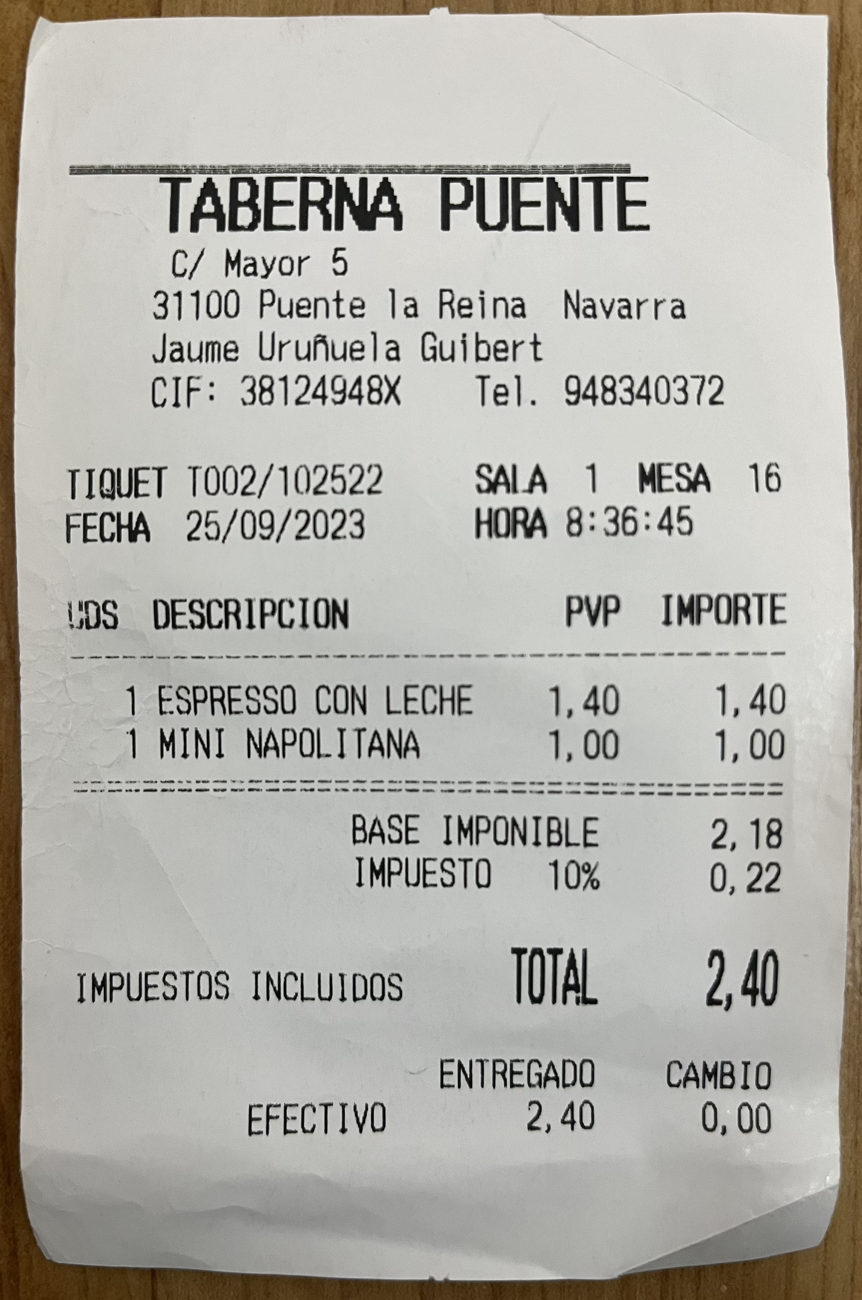 TABERNA PUENTE
C/ Mayor 5
31100 Puente la Reina Navarra
Jaume Uruñuela Guibert
CIF: 38124948X Tel. 948340372
TIQUET T002/102522 SALA 1 MESA 16
FECHA 25/09/2023 HORA 8:36:45
UDS DESCRIPCION PVP IMPORTE
1 ESPRESSO CON LECHE 1,40 1,40
1 MINI NAPOLITANA 1,00 1,00
BASE IMPONIBLE 2,18
IMPUESTO 10% 0,22
IMPUESTOS INCLUIDOS TOTAL 2,40
ENTREGADO CAMBIO
EFECTIVO 2,40 0,00